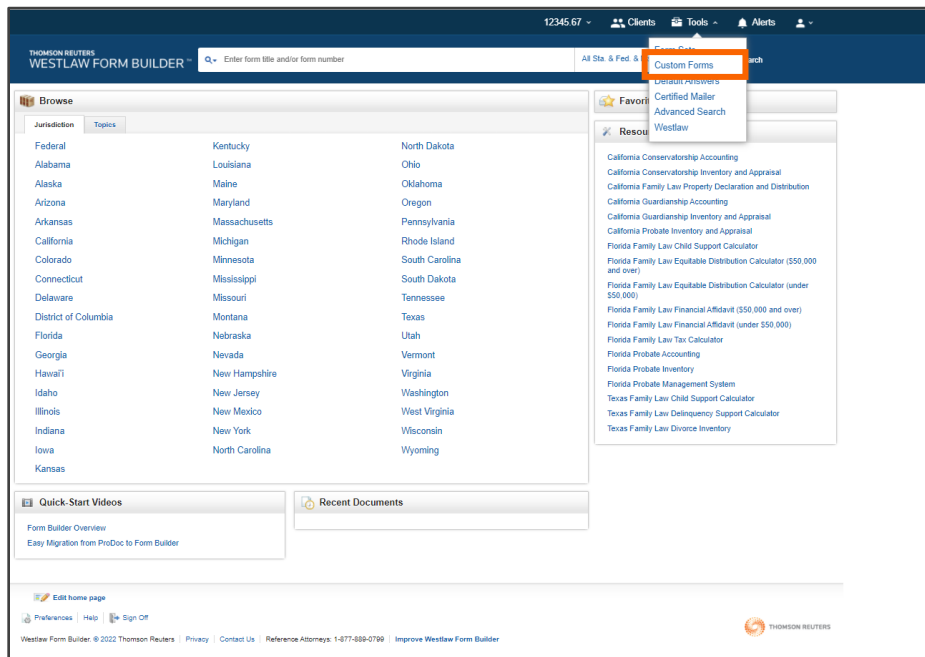 12345.67 Clients Tools Alerts
THOMSON REUTERS
WESTLAW FORM BUILDER™
Enter form title and/or form number
All Sta. & Fed. &
Form Sets
Custom Forms
Default Answers
Certified Mailer
Advanced Search
Westlaw
Browse
Jurisdiction Topics
Federal Kentucky North Dakota
Alabama Louisiana Ohio
Alaska Maine Oklahoma
Arizona Maryland Oregon
Arkansas Massachusetts Pennsylvania
California Michigan Rhode Island
Colorado Minnesota South Carolina
Connecticut Mississippi South Dakota
Delaware Missouri Tennessee
District of Columbia Montana Texas
Florida Nebraska Utah
Georgia Nevada Vermont
Hawai'i New Hampshire Virginia
Idaho New Jersey Washington
Illinois New Mexico West Virginia
Indiana New York Wisconsin
Iowa North Carolina Wyoming
Kansas
Favori
Resou
California Conservatorship Accounting
California Conservatorship Inventory and Appraisal
California Family Law Property Declaration and Distribution
California Guardianship Accounting
California Guardianship Inventory and Appraisal
California Probate Inventory and Appraisal
Florida Family Law Child Support Calculator
Florida Family Law Equitable Distribution Calculator ($50,000
and over)
Florida Family Law Equitable Distribution Calculator (under
$50,000)
Florida Family Law Financial Affidavit ($50,000 and over)
Florida Family Law Financial Affidavit (under $50,000)
Florida Family Law Tax Calculator
Florida Probate Accounting
Florida Probate Inventory
Florida Probate Management System
Texas Family Law Child Support Calculator
Texas Family Law Delinquency Support Calculator
Texas Family Law Divorce Inventory
Quick-Start Videos
Form Builder Overview
Easy Migration from ProDoc to Form Builder
Recent Documents
Edit home page
Preferences | Help | Sign Off
Westlaw Form Builder. © 2022 Thomson Reuters | Privacy | Contact Us | Reference Attorneys: 1-877-889-0799 | Improve Westlaw Form Builder
THOMSON REUTERS